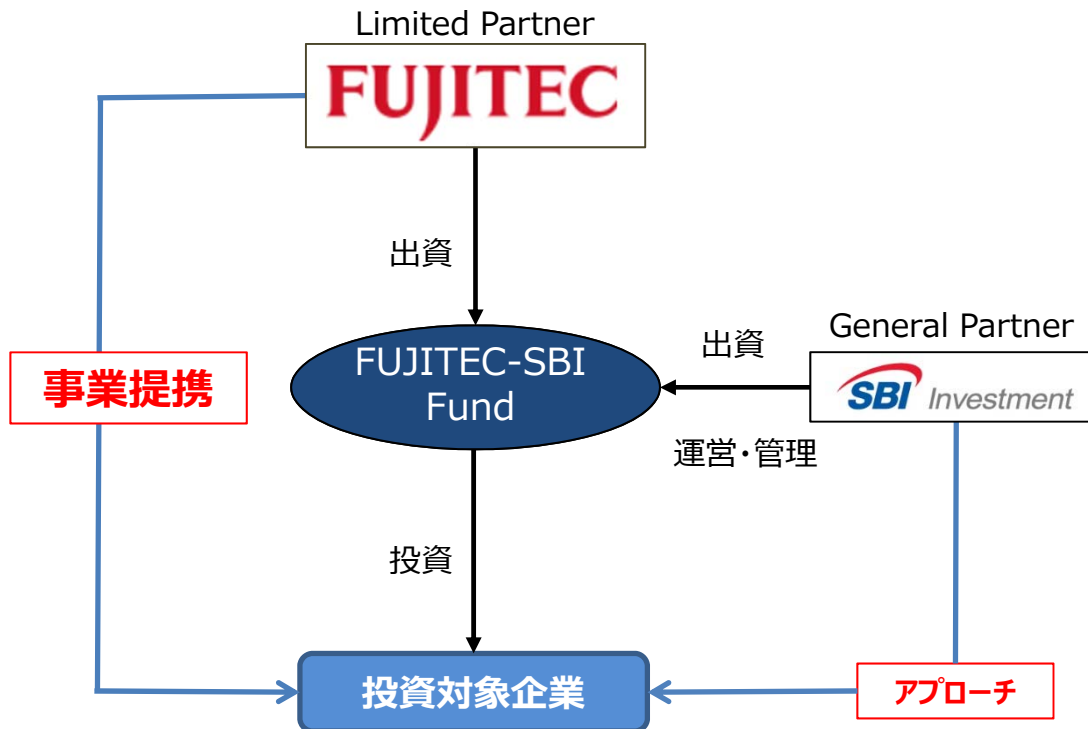 Limited Partner
FUJITEC
出資
General Partner
FUJITEC-SBI
Fund
出資
SBI Investment
事業提携
運営・管理
投資
投資対象企業
アプローチ